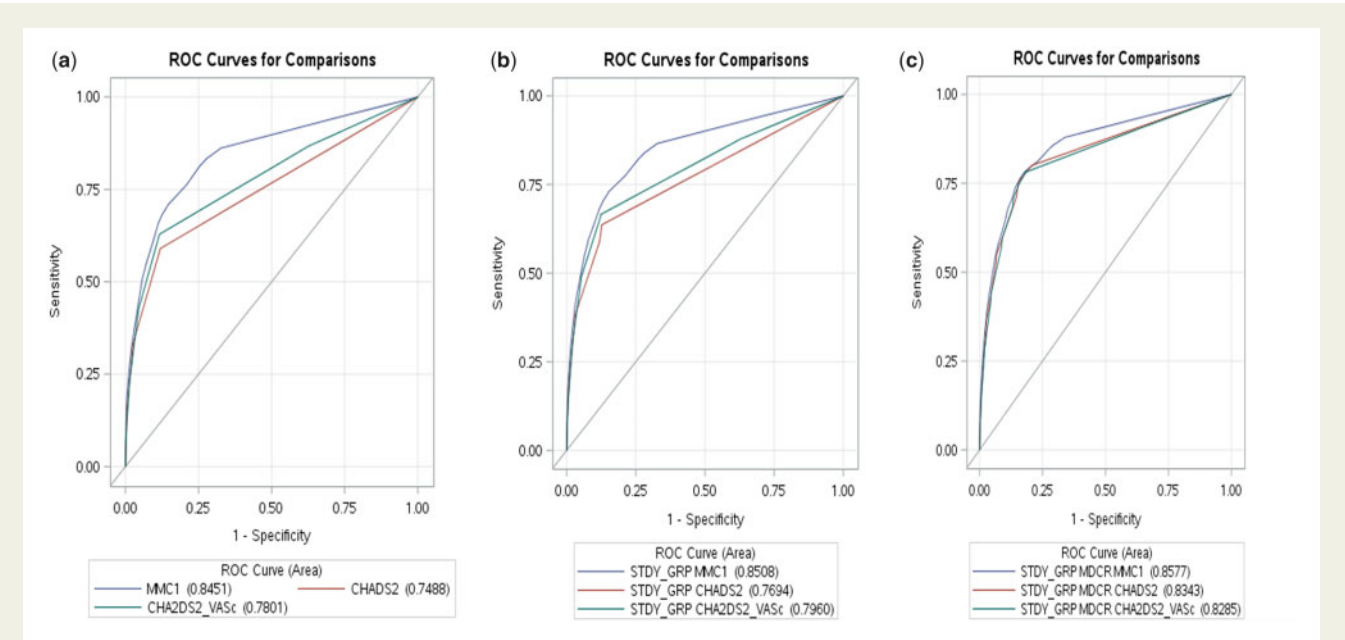 (a)
ROC Curves for Comparisons
1.00
0.75
0.50
0.25
0.00
Sensitivity
0.00 0.25 0.50 0.75 1.00
1 - Specificity
ROC Curve (Area)
MMC1 (0.8451) CHADS2 (0.7488)
CHA2DS2_VASc (0.7801)
(b)
ROC Curves for Comparisons
1.00
0.75
0.50
0.25
0.00
Sensitivity
0.00 0.25 0.50 0.75 1.00
1 - Specificity
ROC Curve (Area)
STDY_GRP MMC1 (0.8508)
STDY_GRP CHADS2 (0.7694)
STDY_GRP CHA2DS2_VASc (0.7960)
(c)
ROC Curves for Comparisons
1.00
0.75
0.50
0.25
0.00
Sensitivity
0.00 0.25 0.50 0.75 1.00
1 - Specificity
ROC Curve (Area)
STDY_GRP MDCR MMC1 (0.8577)
STDY_GRP MDCR CHADS2 (0.8343)
STDY_GRP MDCR CHA2DS2_VASc (0.8285)